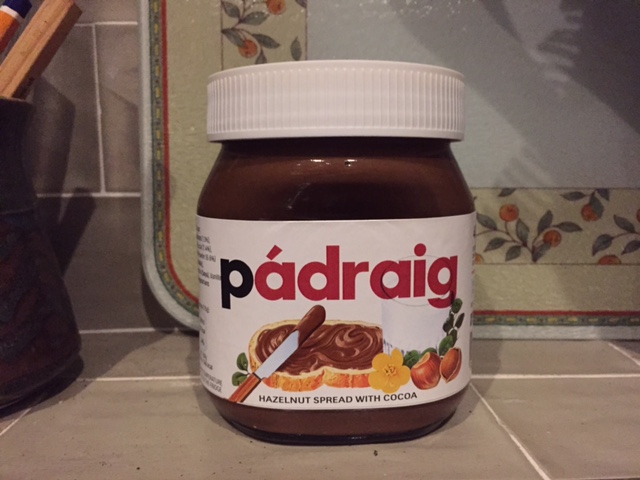 pádraig
HAZELNUT SPREAD WITH COCOA